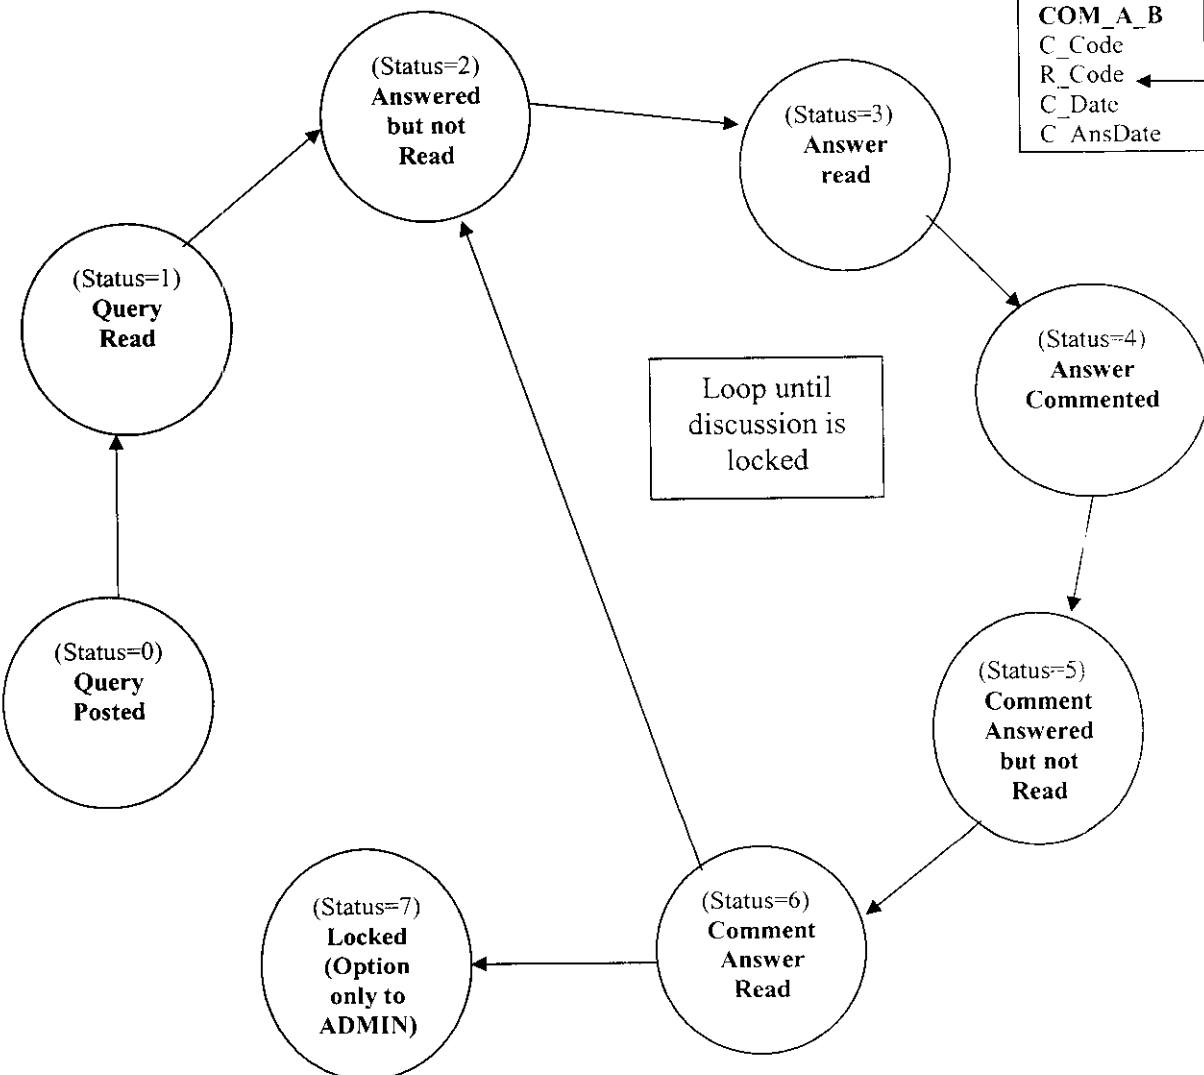 COM_A_B
C_Code
R_Code
C_Date
C_AnsDate
(Status=2)
Answered
but not
Read
(Status=3)
Answer
read
(Status=1)
Query
Read
(Status=4)
Answer
Commented
Loop until
discussion is
locked
(Status=0)
Query
Posted
(Status=5)
Comment
Answered
but not
Read
(Status=6)
Comment
Answer
Read
(Status=7)
Locked
(Option
only to
ADMIN)